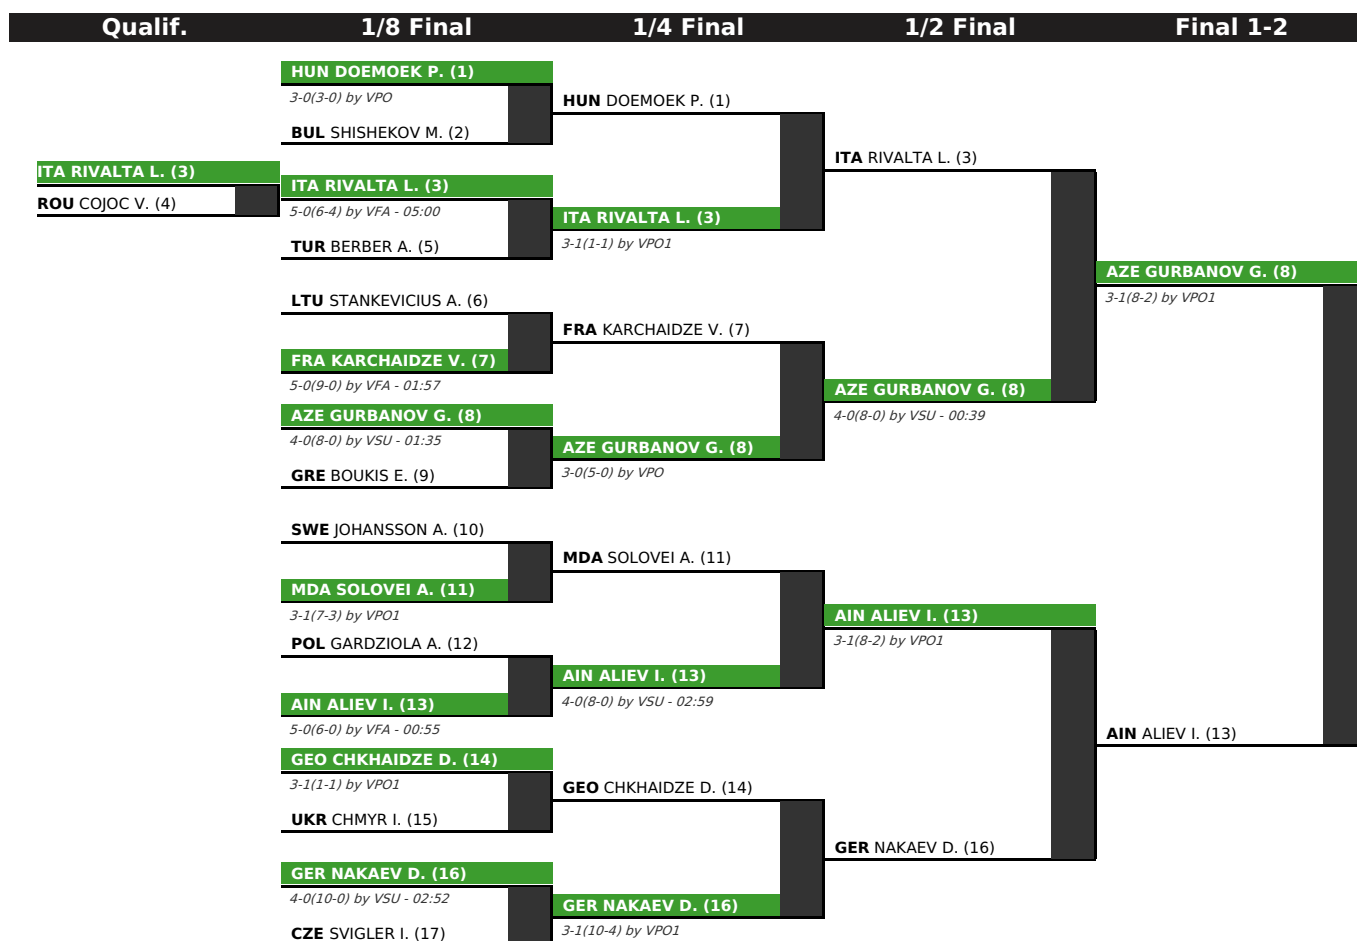 Qualif.
1/8 Final
1/4 Final
1/2 Final
Final 1-2
ITA RIVALTA L. (3)
ROU COJOC V. (4)
HUN DOEMOEK P. (1)
3-0(3-0) by VPO
BUL SHISHEKOV M. (2)
ITA RIVALTA L. (3)
5-0(6-4) by VFA - 05:00
TUR BERBER A. (5)
LTU STANKEVICIUS A. (6)
FRA KARCHAIDZE V. (7)
5-0(9-0) by VFA - 01:57
AZE GURBANOV G. (8)
4-0(8-0) by VSU - 01:35
GRE BOUKIS E. (9)
SWE JOHANSSON A. (10)
MDA SOLOVEI A. (11)
3-1(7-3) by VPO1
POL GARDZIOLA A. (12)
AIN ALIEV I. (13)
5-0(6-0) by VFA - 00:55
GEO CHKHAIDZE D. (14)
3-1(1-1) by VPO1
UKR CHMYR I. (15)
GER NAKAEV D. (16)
4-0(10-0) by VSU - 02:52
CZE SVIGLER I. (17)
HUN DOEMOEK P. (1)
ITA RIVALTA L. (3)
3-1(1-1) by VPO1
FRA KARCHAIDZE V. (7)
AZE GURBANOV G. (8)
3-0(5-0) by VPO
MDA SOLOVEI A. (11)
AIN ALIEV I. (13)
4-0(8-0) by VSU - 02:59
GEO CHKHAIDZE D. (14)
GER NAKAEV D. (16)
3-1(10-4) by VPO1
ITA RIVALTA L. (3)
AZE GURBANOV G. (8)
4-0(8-0) by VSU - 00:39
AIN ALIEV I. (13)
3-1(8-2) by VPO1
GER NAKAEV D. (16)
AZE GURBANOV G. (8)
3-1(8-2) by VPO1
AIN ALIEV I. (13)